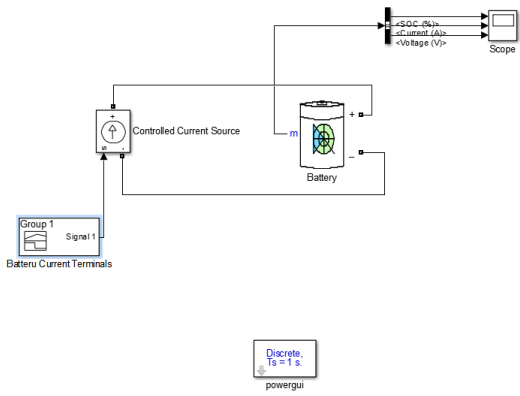 <SOC (%)>
<Current (A)>
<Voltage (V)>
Scope
+
Controlled Current Source
s
-
m
+
_
Battery
Group 1
Signal 1
Batteru Current Terminals
Discrete,
Ts = 1 s.
powergui